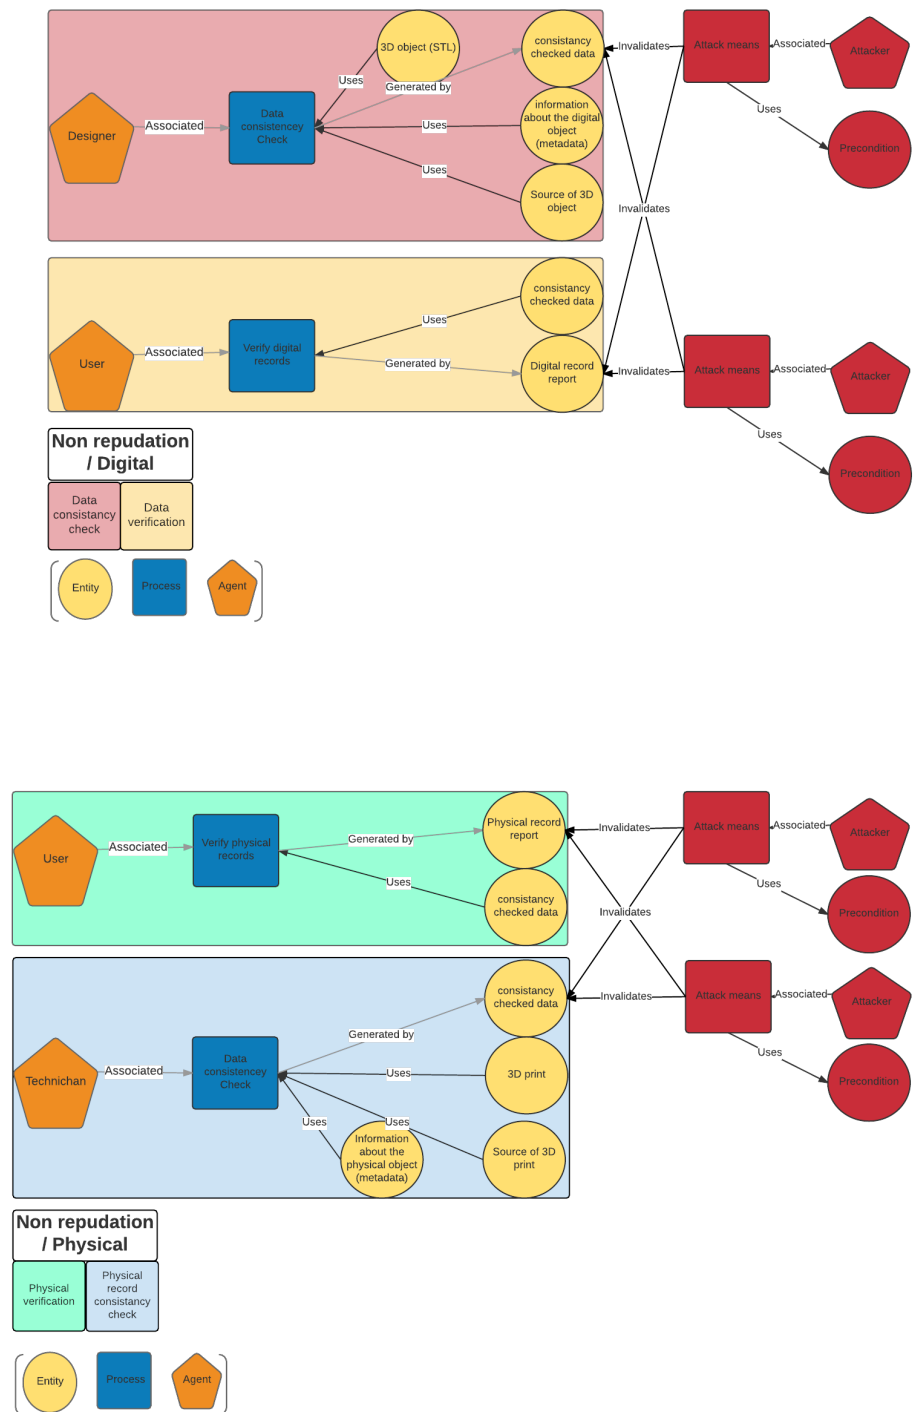 3D object (STL)
consistancy
checked data
Invalidates
Attack means
Associated
Attacker
Uses
Generated by
Designer
Associated
Data
consistencey
Check
Uses
information
about the digital
object
(metadata)
Uses
Precondition
Uses
Source of 3D
object
Invalidates
consistancy
checked data
Uses
User
Associated
Verify digital
records
Generated by
Digital record
report
Invalidates
Attack means
Associated
Attacker
Uses
Precondition
Non repudation
/ Digital
Data
consistancy
check
Data
verification
Entity
Process
Agent
Physical record
report
Invalidates
Attack means
Associated
Attacker
User
Associated
Verify physical
records
Generated by
Uses
consistancy
checked data
Uses
Precondition
Invalidates
consistancy
checked data
Invalidates
Attack means
Associated
Attacker
Generated by
Technichan
Associated
Data
consistencey
Check
Uses
3D print
Uses
Precondition
Uses
Uses
Information
about the
physical object
(metadata)
Source of 3D
print
Non repudation
/ Physical
Physical
verification
Physical
record
consistancy
check
Entity
Process
Agent